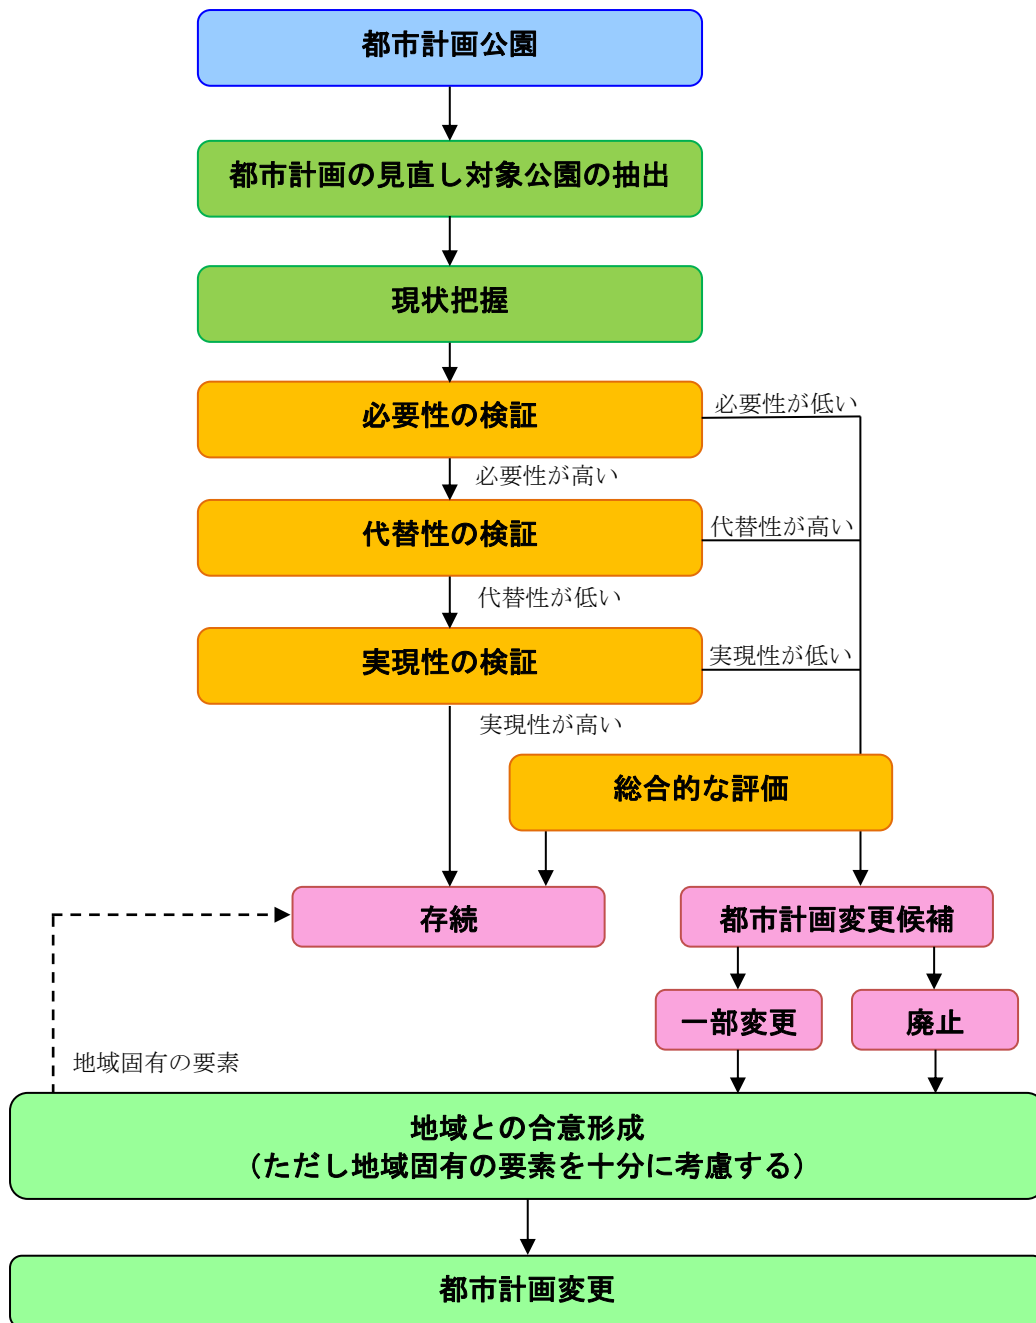 都市計画公園
都市計画の見直し対象公園の抽出
現状把握
必要性の検証
必要性が低い
必要性が高い
代替性の検証
代替性が高い
代替性が低い
実現性の検証
実現性が低い
実現性が高い
総合的な評価
存続
都市計画変更候補
一部変更
廃止
地域固有の要素
地域との合意形成
（ただし地域固有の要素を十分に考慮する）
都市計画変更